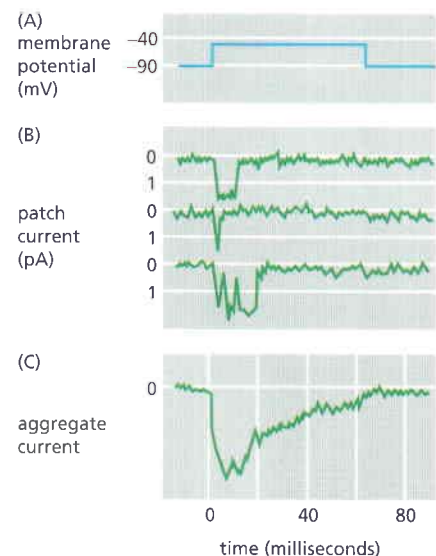 (A)
membrane
potential
(mV)
–40
–90
(B)
patch
current
(pA)
0
1
0
1
0
1
(C)
aggregate
current
0
0 40 80
time (milliseconds)